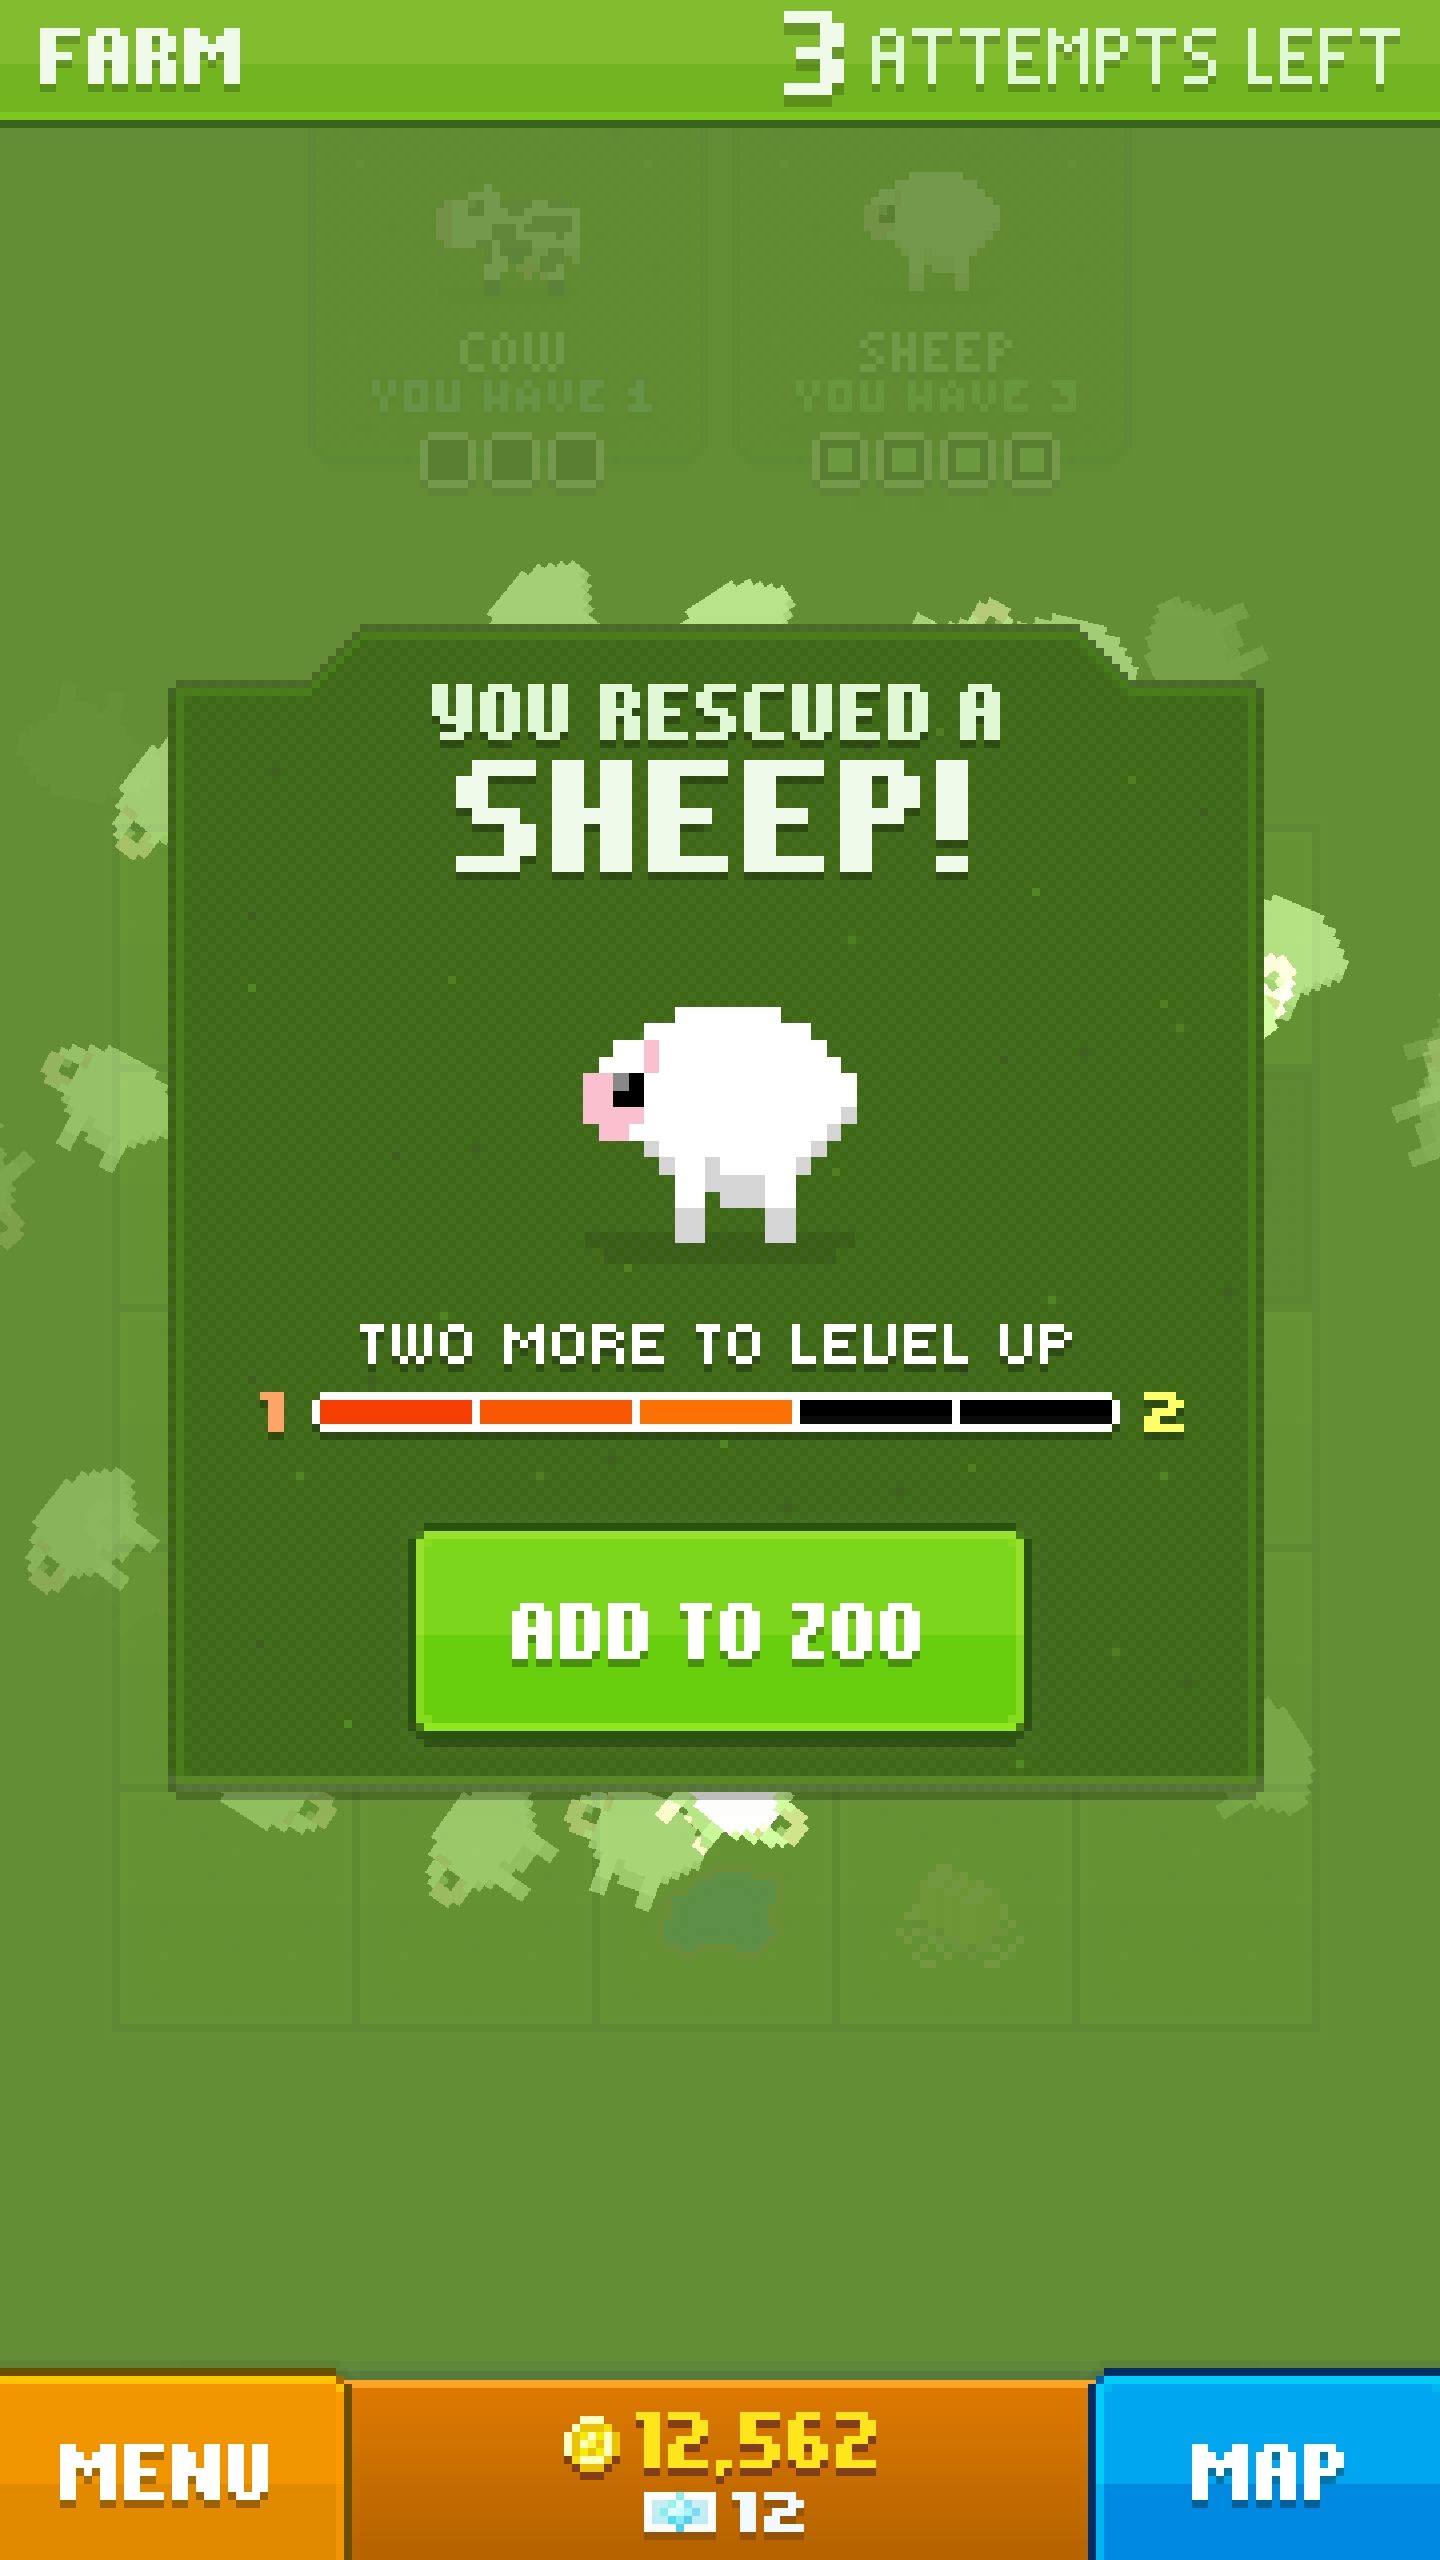 FARM
3 ATTEMPTS LEFT
COW
YOU HAVE 1
SHEEP
YOU HAVE 3
YOU RESCUED A
SHEEP!
TWO MORE TO LEVEL UP
1
2
ADD TO ZOO
MENU
12,562
12
MAP